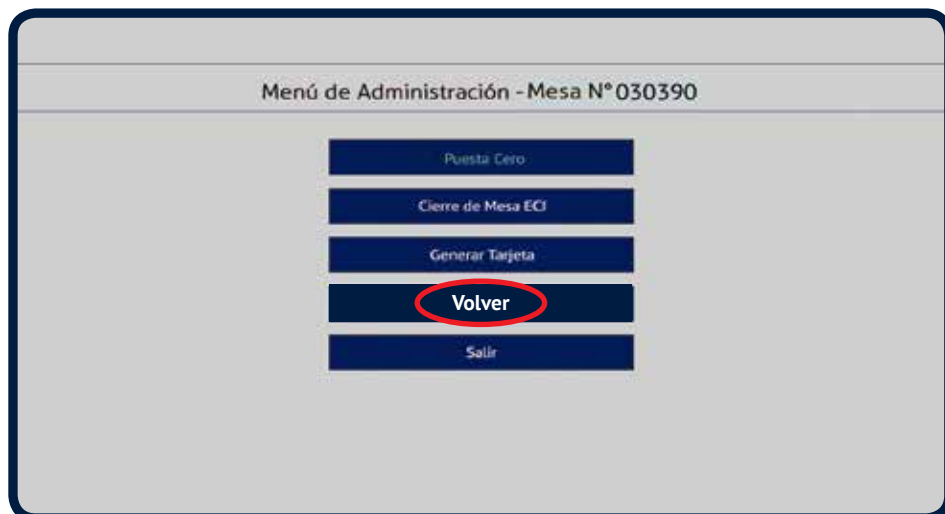 Menú de Administración - Mesa N° 030390
Puesta Cero
Cierre de Mesa ECI
Generar Tarjeta
Volver
Salir